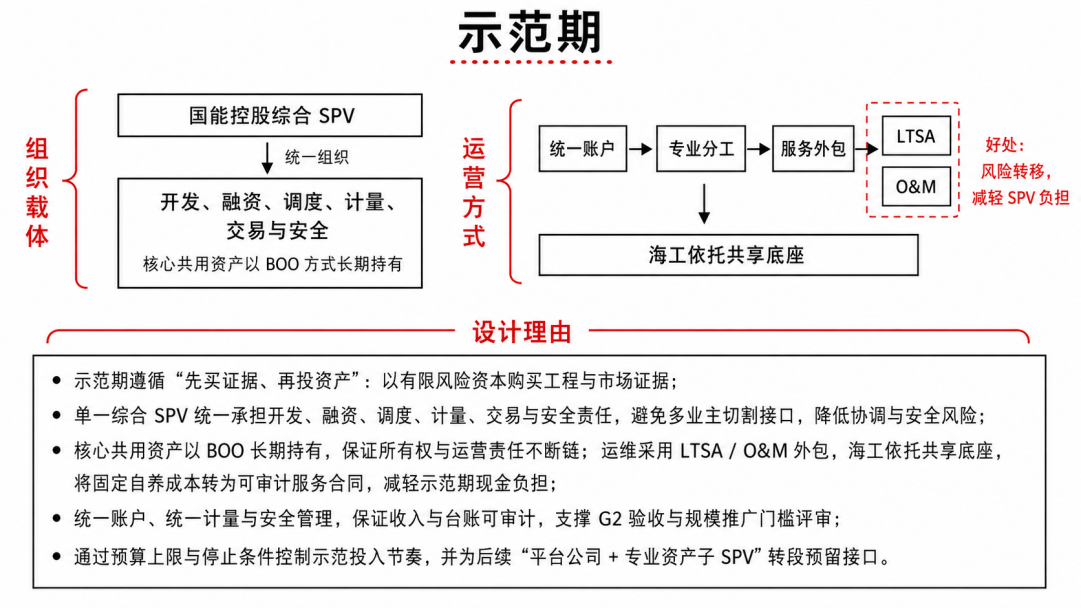 示范期
组织载体
国能控股综合 SPV
统一组织
开发、融资、调度、计量、
交易与安全
核心共用资产以 BOO 方式长期持有
运营方式
统一账户
专业分工
服务外包
LTSA
O&M
好处：
风险转移，
减轻 SPV 负担
海工依托共享底座
设计理由
• 示范期遵循“先买证据、再投资产”：以有限风险资本购买工程与市场证据；
• 单一综合 SPV 统一承担开发、融资、调度、计量、交易与安全责任，避免多业主切割接口，降低协调与安全风险；
• 核心共用资产以 BOO 长期持有，保证所有权与运营责任不断链；运维采用 LTSA / O&M 外包，海工依托共享底座，
将固定自养成本转为可审计服务合同，减轻示范期现金负担；
• 统一账户、统一计量与安全管理，保证收入与台账可审计，支撑 G2 验收与规模推广门槛评审；
• 通过预算上限与停止条件控制示范投入节奏，并为后续“平台公司 + 专业资产子 SPV”转段预留接口。